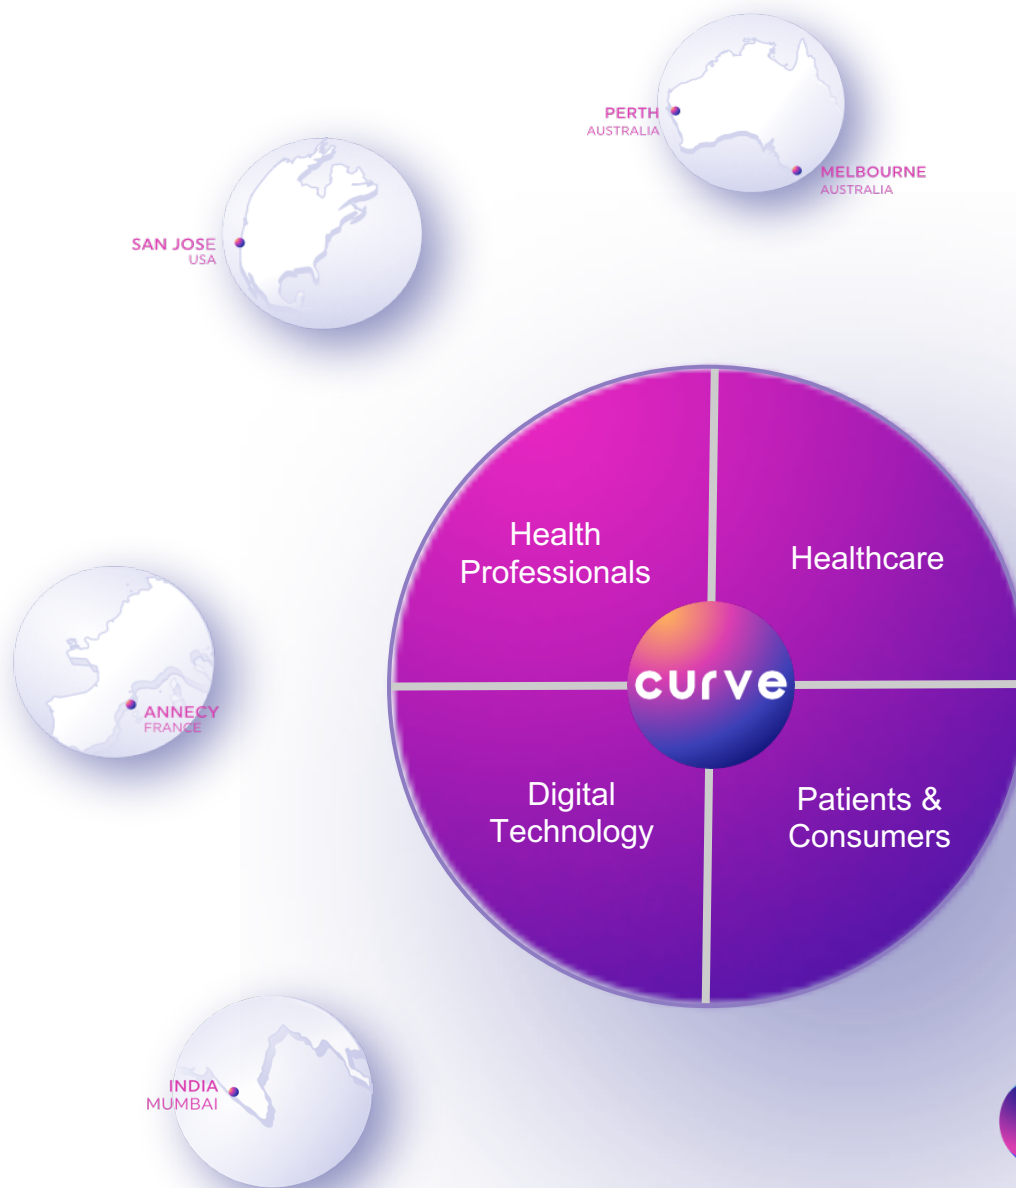 PERTH
AUSTRALIA
MELBOURNE
AUSTRALIA
SAN JOSE
USA
Health
Professionals
Healthcare
curve
ANNECY
FRANCE
Digital
Technology
Patients &
Consumers
INDIA
MUMBAI